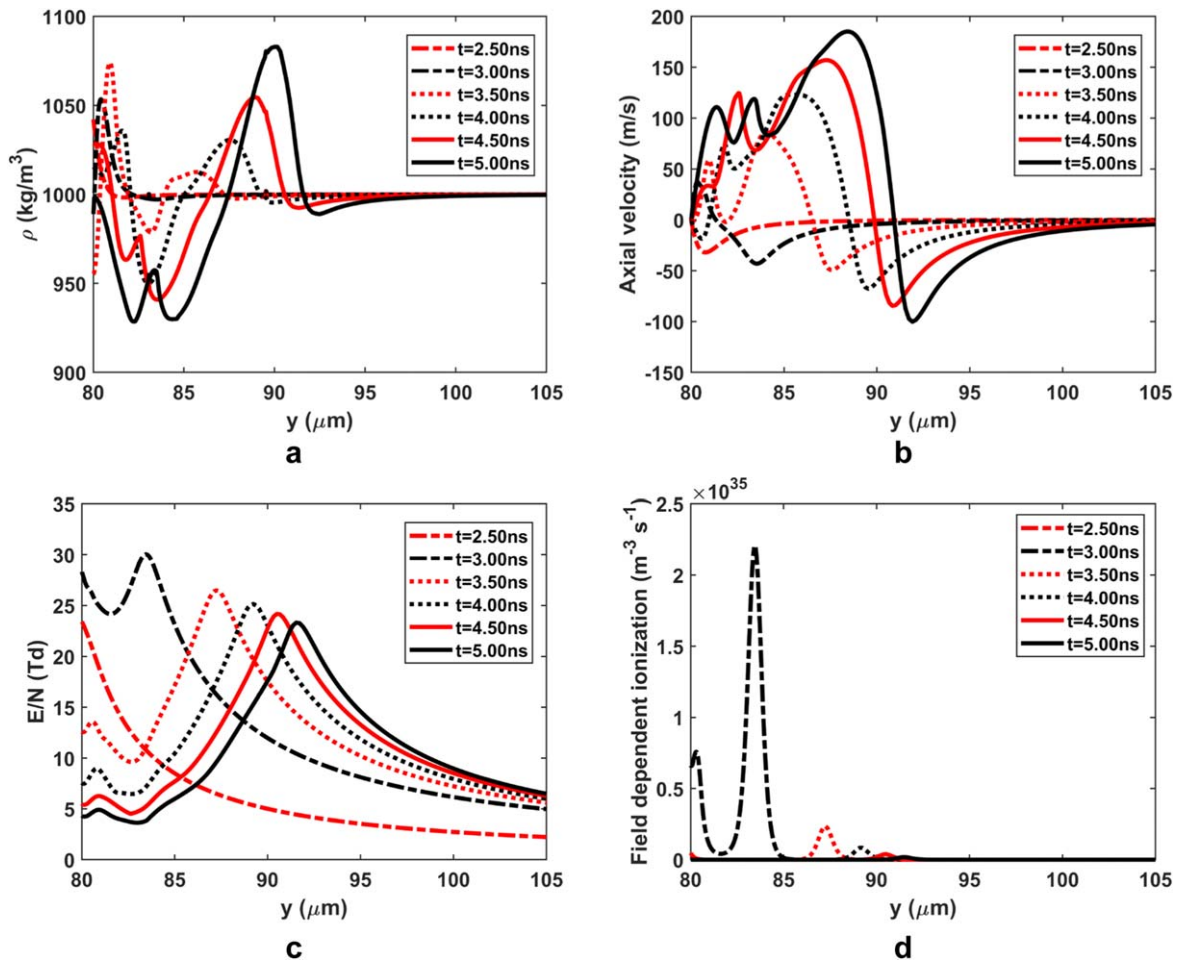 1100
1050
1000
950
900
ρ (kg/m³)
80 85 90 95 100 105
y (μm)
t=2.50ns
t=3.00ns
t=3.50ns
t=4.00ns
t=4.50ns
t=5.00ns
a
200
150
100
50
0
-50
-100
-150
Axial velocity (m/s)
80 85 90 95 100 105
y (μm)
t=2.50ns
t=3.00ns
t=3.50ns
t=4.00ns
t=4.50ns
t=5.00ns
b
35
30
25
20
15
10
5
0
E/N (Td)
80 85 90 95 100 105
y (μm)
t=2.50ns
t=3.00ns
t=3.50ns
t=4.00ns
t=4.50ns
t=5.00ns
c
×10³⁵
2.5
2
1.5
1
0.5
0
Field dependent ionization (m⁻³ s⁻¹)
80 85 90 95 100 105
y (μm)
t=2.50ns
t=3.00ns
t=3.50ns
t=4.00ns
t=4.50ns
t=5.00ns
d